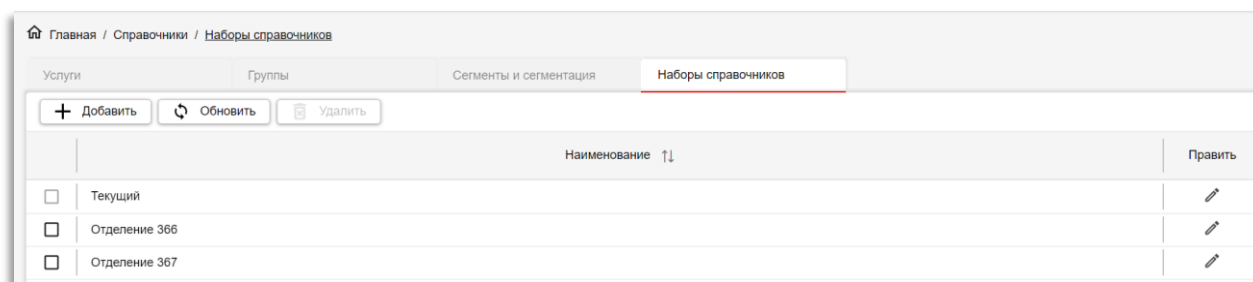 Главная / Справочники / Наборы справочников
Услуги Группы Сегменты и сегментация Наборы справочников
Добавить Обновить Удалить
Наименование Править
Текущий
Отделение 366
Отделение 367